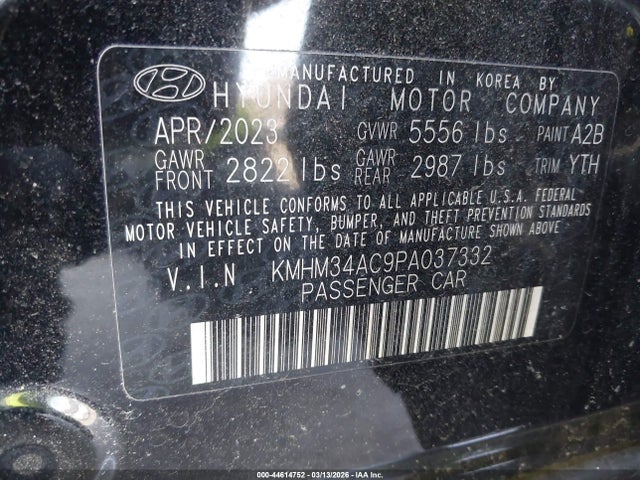 MANUFACTURED IN KOREA BY
HYUNDAI MOTOR COMPANY
APR/2023 GVWR 5556 lbs PAINT A2B
GAWR FRONT 2822 lbs GAWR REAR 2987 lbs TRIM YTH
THIS VEHICLE CONFORMS TO ALL APPLICABLE U.S.A. FEDERAL
MOTOR VEHICLE SAFETY, BUMPER, AND THEFT PREVENTION STANDARDS
IN EFFECT ON THE DATE OF MANUFACTURE SHOWN ABOVE
V.I.N KMHM34AC9PA037332
PASSENGER CAR
000-44614752 | 03/13/2026 - IAA Inc.